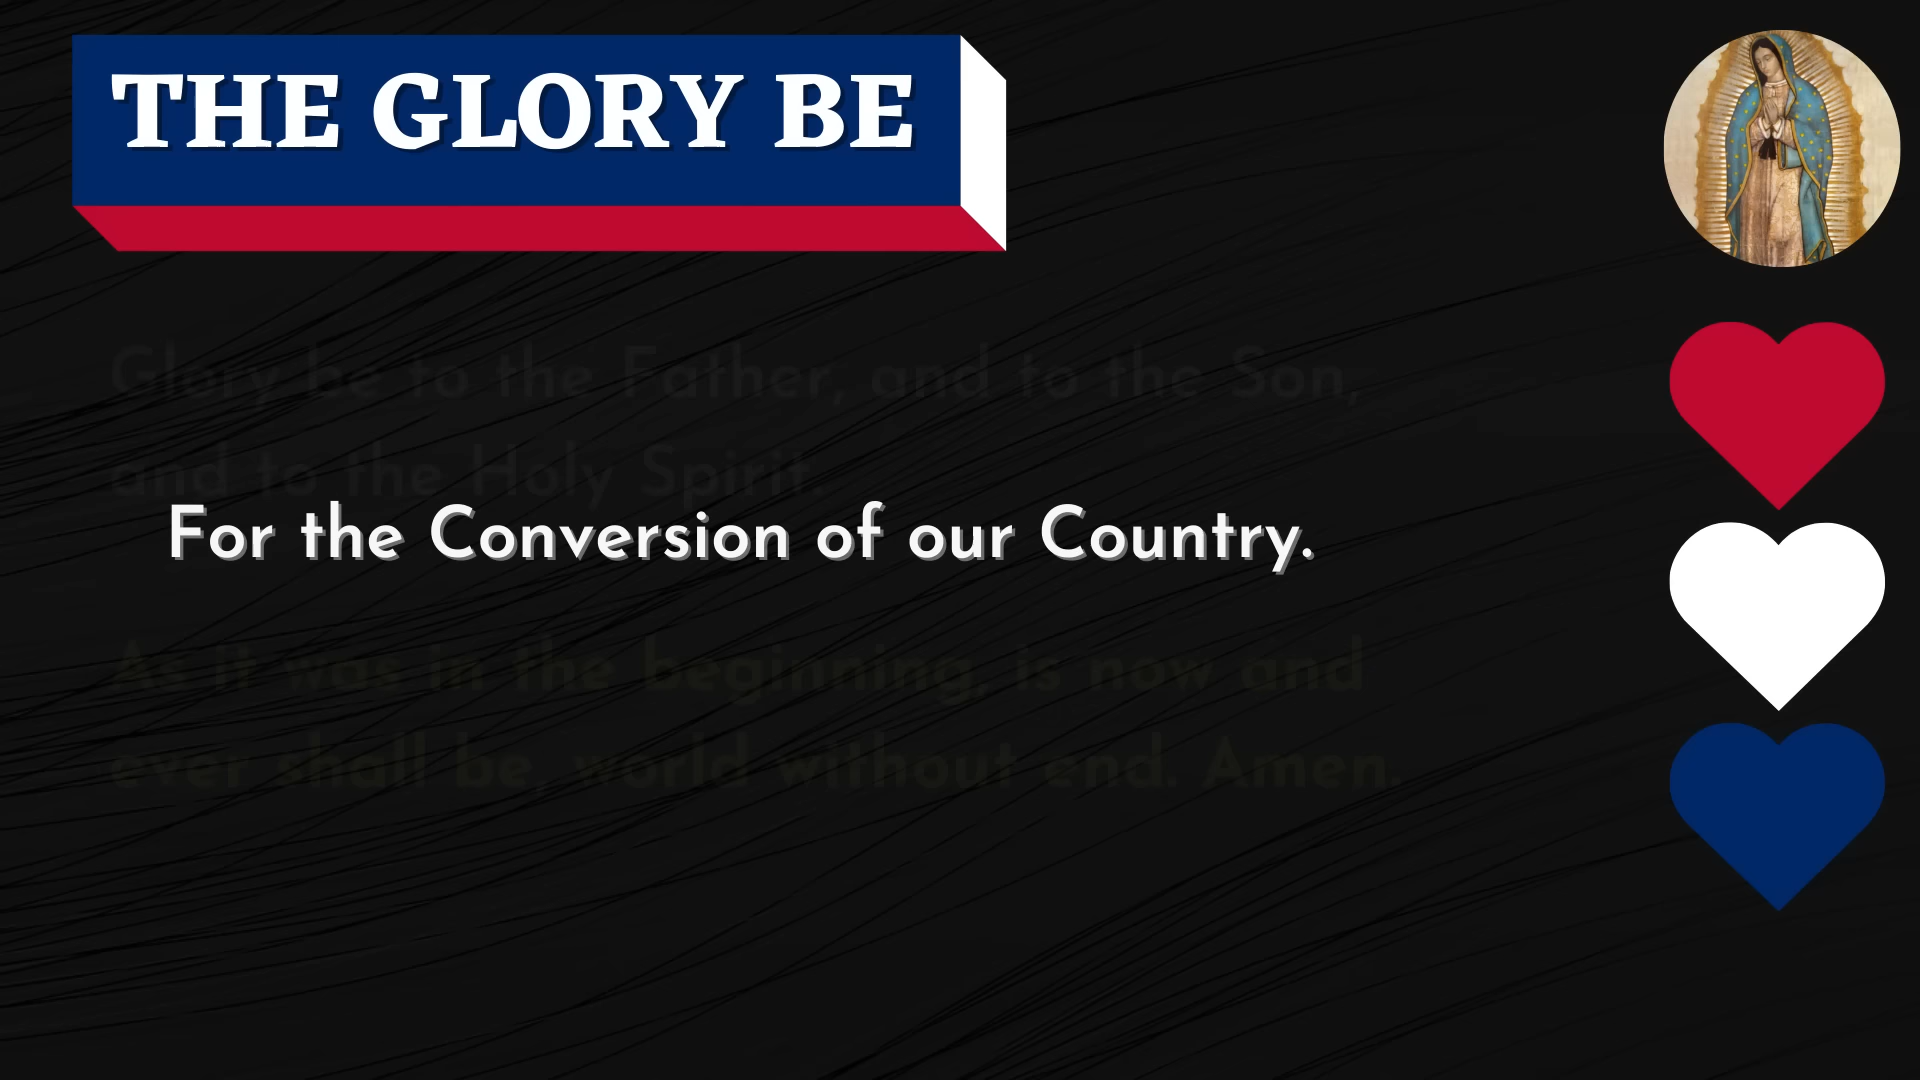 THE GLORY BE
Glory be to the Father, and to the Son,
and to the Holy Spirit.
For the Conversion of our Country.
As it was in the beginning, is now and
ever shall be, world without end. Amen.